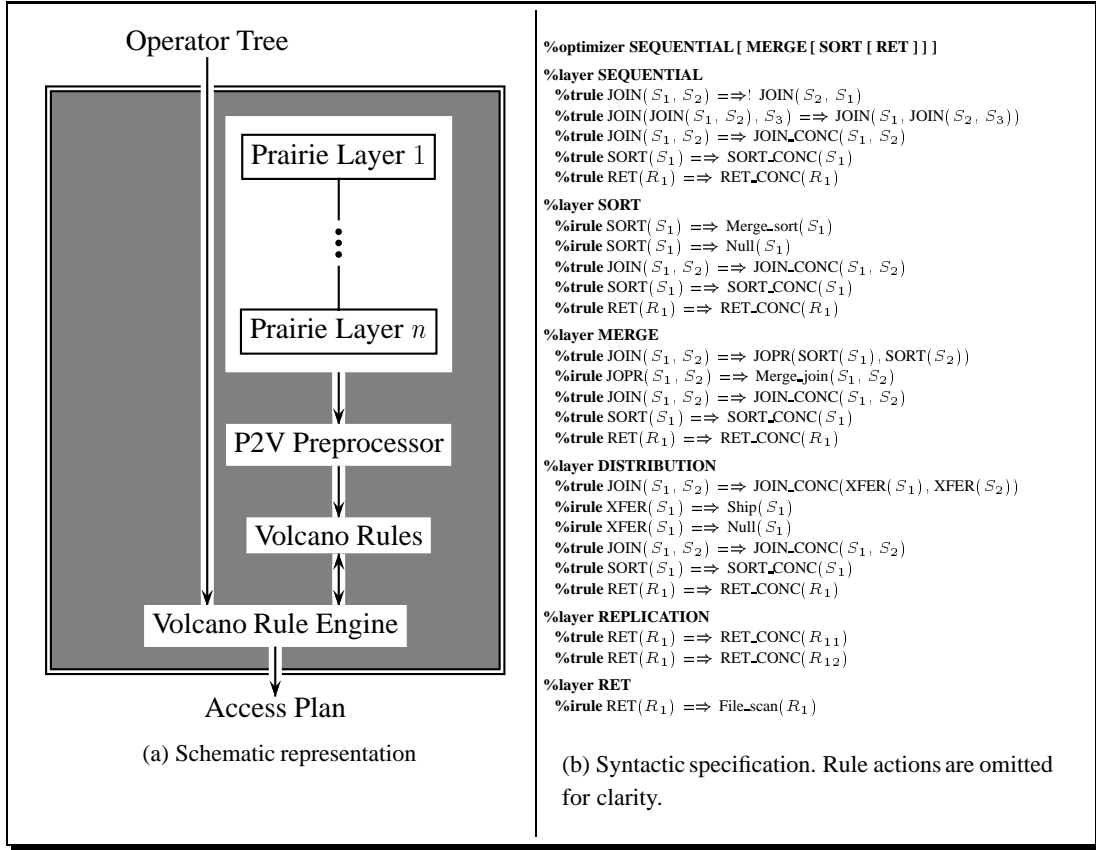 Operator Tree
Prairie Layer 1
Prairie Layer n
P2V Preprocessor
Volcano Rules
Volcano Rule Engine
Access Plan
(a) Schematic representation
%optimizer SEQUENTIAL [ MERGE [ SORT [ RET ] ] ]
%layer SEQUENTIAL
%trule JOIN(S₁, S₂) ==⇒! JOIN(S₂, S₁)
%trule JOIN(JOIN(S₁, S₂), S₃) ==⇒ JOIN(S₁, JOIN(S₂, S₃))
%trule JOIN(S₁, S₂) ==⇒ JOIN_CONC(S₁, S₂)
%trule SORT(S₁) ==⇒ SORT_CONC(S₁)
%trule RET(R₁) ==⇒ RET_CONC(R₁)
%layer SORT
%irule SORT(S₁) ==⇒ Merge_sort(S₁)
%irule SORT(S₁) ==⇒ Null(S₁)
%trule JOIN(S₁, S₂) ==⇒ JOIN_CONC(S₁, S₂)
%trule SORT(S₁) ==⇒ SORT_CONC(S₁)
%trule RET(R₁) ==⇒ RET_CONC(R₁)
%layer MERGE
%trule JOIN(S₁, S₂) ==⇒ JOPR(SORT(S₁), SORT(S₂))
%irule JOPR(S₁, S₂) ==⇒ Merge_join(S₁, S₂)
%trule JOIN(S₁, S₂) ==⇒ JOIN_CONC(S₁, S₂)
%trule SORT(S₁) ==⇒ SORT_CONC(S₁)
%trule RET(R₁) ==⇒ RET_CONC(R₁)
%layer DISTRIBUTION
%trule JOIN(S₁, S₂) ==⇒ JOIN_CONC(XFER(S₁), XFER(S₂))
%irule XFER(S₁) ==⇒ Ship(S₁)
%irule XFER(S₁) ==⇒ Null(S₁)
%trule JOIN(S₁, S₂) ==⇒ JOIN_CONC(S₁, S₂)
%trule SORT(S₁) ==⇒ SORT_CONC(S₁)
%trule RET(R₁) ==⇒ RET_CONC(R₁)
%layer REPLICATION
%trule RET(R₁) ==⇒ RET_CONC(R₁₁)
%trule RET(R₁) ==⇒ RET_CONC(R₁₂)
%layer RET
%irule RET(R₁) ==⇒ File_scan(R₁)
(b) Syntactic specification. Rule actions are omitted
for clarity.